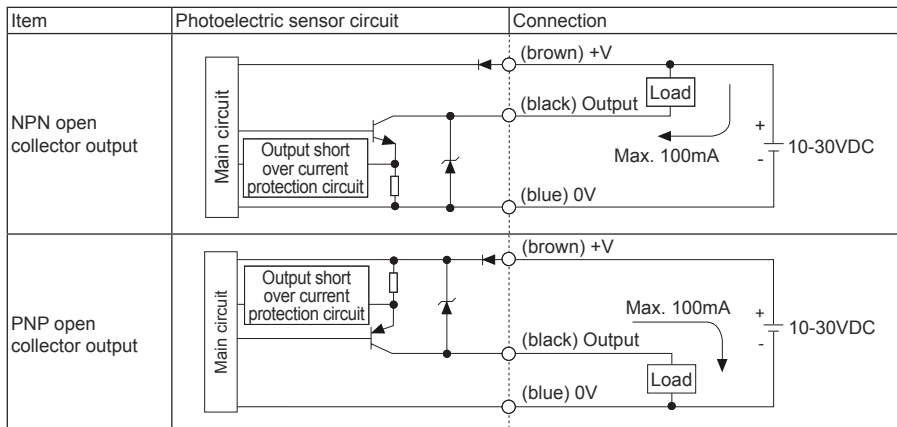 Item
Photoelectric sensor circuit
Connection
NPN open
collector output
Main circuit
Output short
over current
protection circuit
(brown) +V
(black) Output
(blue) 0V
Load
Max. 100mA
+
-
10-30VDC
PNP open
collector output
Main circuit
Output short
over current
protection circuit
(brown) +V
(black) Output
(blue) 0V
Max. 100mA
Load
+
-
10-30VDC